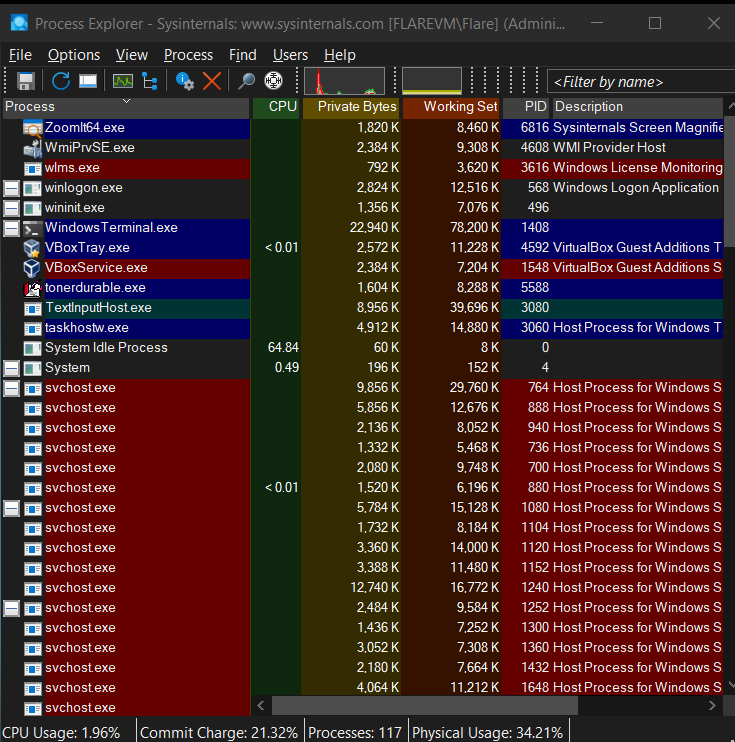 Process Explorer - Sysinternals: www.sysinternals.com [FLAREVM\Flare] (Admini...
File Options View Process Find Users Help
<Filter by name>
Process CPU Private Bytes Working Set PID Description
ZoomIt64.exe 1,820 K 8,460 K 6816 Sysinternals Screen Magnifie
WmiPrvSE.exe 2,384 K 9,308 K 4608 WMI Provider Host
wlms.exe 792 K 3,620 K 3616 Windows License Monitoring
winlogon.exe 2,824 K 12,516 K 568 Windows Logon Application
wininit.exe 1,356 K 7,076 K 496
WindowsTerminal.exe 22,940 K 78,200 K 1408
VBoxTray.exe < 0.01 2,572 K 11,228 K 4592 VirtualBox Guest Additions T
VBoxService.exe 2,384 K 7,204 K 1548 VirtualBox Guest Additions S
tonerdurable.exe 1,604 K 8,288 K 5588
TextInputHost.exe 8,956 K 39,696 K 3080
taskhostw.exe 4,912 K 14,880 K 3060 Host Process for Windows T
System Idle Process 64.84 60 K 8 K 0
System 0.49 196 K 152 K 4
svchost.exe 9,856 K 29,760 K 764 Host Process for Windows S
svchost.exe 5,856 K 12,676 K 888 Host Process for Windows S
svchost.exe 2,136 K 8,052 K 940 Host Process for Windows S
svchost.exe 1,332 K 5,468 K 736 Host Process for Windows S
svchost.exe 2,080 K 9,748 K 700 Host Process for Windows S
svchost.exe < 0.01 1,520 K 6,196 K 880 Host Process for Windows S
svchost.exe 5,784 K 15,128 K 1080 Host Process for Windows S
svchost.exe 1,732 K 8,184 K 1104 Host Process for Windows S
svchost.exe 3,360 K 14,000 K 1120 Host Process for Windows S
svchost.exe 3,388 K 11,480 K 1152 Host Process for Windows S
svchost.exe 12,740 K 16,772 K 1240 Host Process for Windows S
svchost.exe 2,484 K 9,584 K 1252 Host Process for Windows S
svchost.exe 1,436 K 7,252 K 1300 Host Process for Windows S
svchost.exe 3,052 K 7,308 K 1360 Host Process for Windows S
svchost.exe 2,180 K 7,664 K 1432 Host Process for Windows S
svchost.exe 4,064 K 11,212 K 1648 Host Process for Windows S
svchost.exe
CPU Usage: 1.96% Commit Charge: 21.32% Processes: 117 Physical Usage: 34.21%